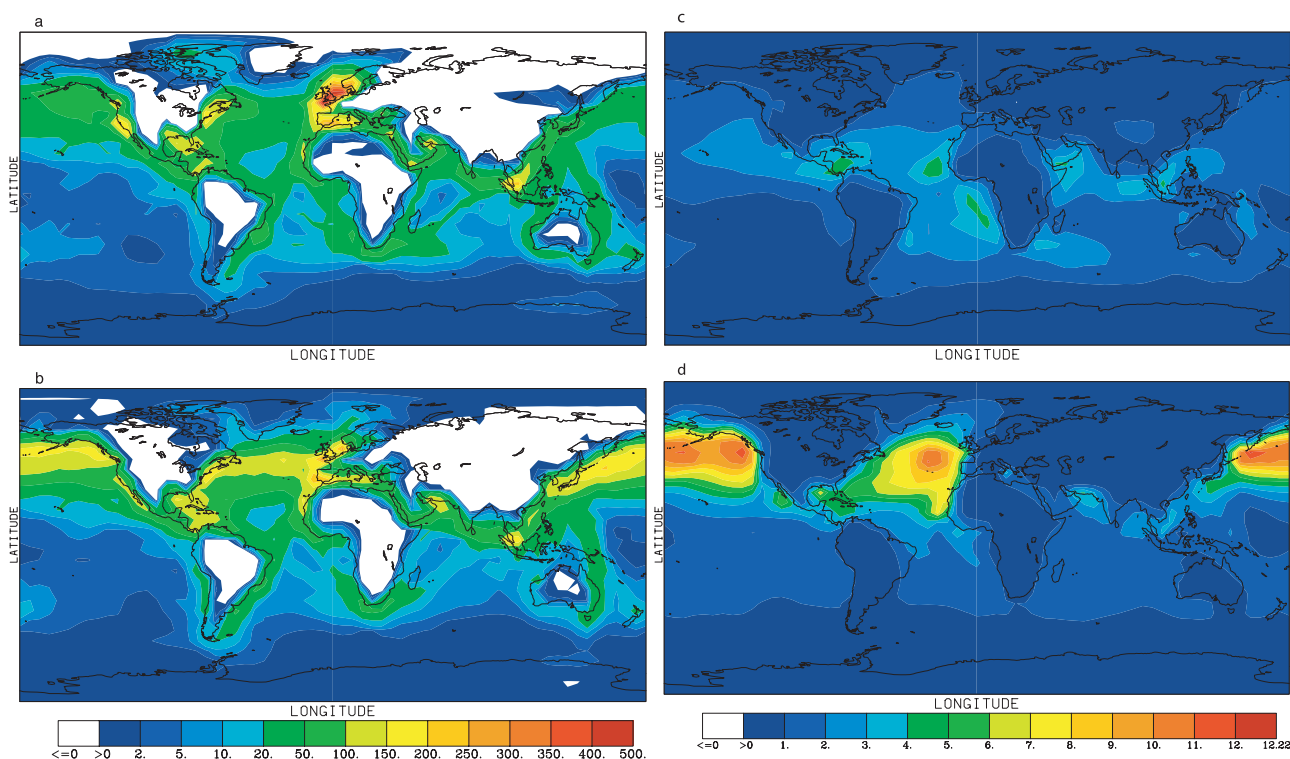 a
LATITUDE
LONGITUDE
c
LATITUDE
LONGITUDE
b
LATITUDE
LONGITUDE
d
LATITUDE
LONGITUDE
<=0 >0 2. 5. 10. 20. 50. 100. 150. 200. 250. 300. 350. 400. 500.
<=0 >0 1. 2. 3. 4. 5. 6. 7. 8. 9. 10. 11. 12. 12.22